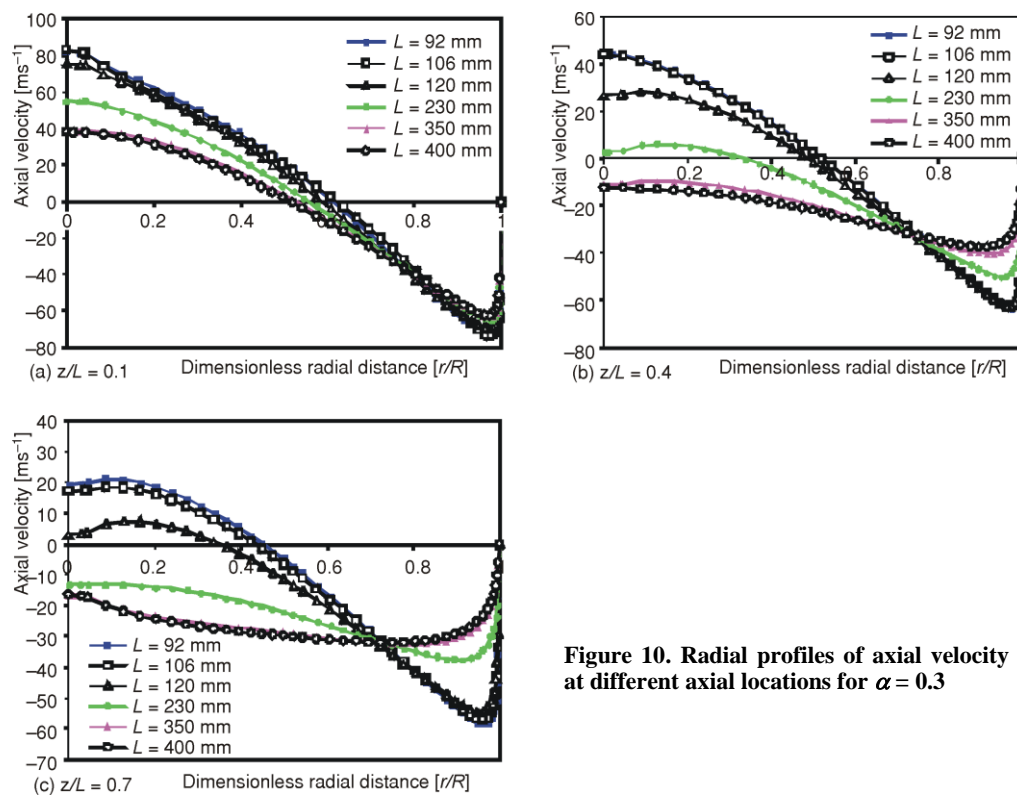 Axial velocity [ms⁻¹]
100
80
60
40
20
0
–20
–40
–60
–80
0
0.2
0.4
0.6
0.8
1
L = 92 mm
L = 106 mm
L = 120 mm
L = 230 mm
L = 350 mm
L = 400 mm
(a) z/L = 0.1
Dimensionless radial distance [r/R]
Axial velocity [ms⁻¹]
60
40
20
0
–20
–40
–60
–80
0
0.2
0.4
0.6
0.8
L = 92 mm
L = 106 mm
L = 120 mm
L = 230 mm
L = 350 mm
L = 400 mm
(b) z/L = 0.4
Dimensionless radial distance [r/R]
Axial velocity [ms⁻¹]
40
30
20
10
0
–10
–20
–30
–40
–50
–60
–70
0
0.2
0.4
0.6
0.8
L = 92 mm
L = 106 mm
L = 120 mm
L = 230 mm
L = 350 mm
L = 400 mm
(c) z/L = 0.7
Dimensionless radial distance [r/R]
Figure 10. Radial profiles of axial velocity
at different axial locations for α = 0.3